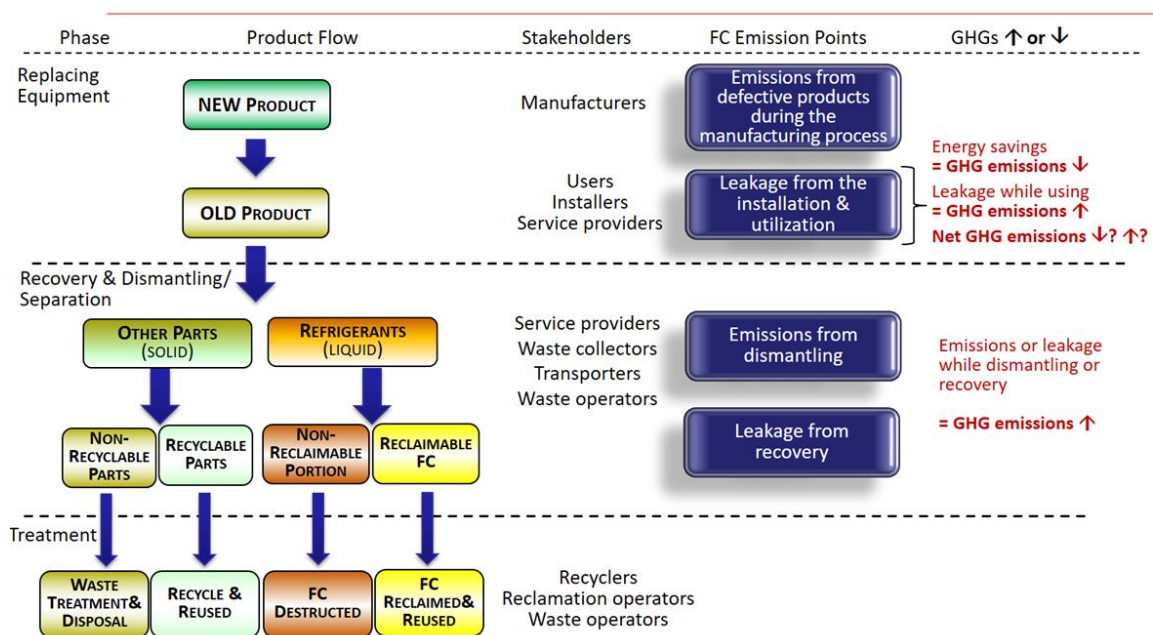 Phase Product Flow Stakeholders FC Emission Points GHGs ↑ or ↓
Replacing
Equipment
NEW PRODUCT
Manufacturers
Emissions from
defective products
during the
manufacturing process
Energy savings
= GHG emissions ↓
OLD PRODUCT
Users
Installers
Service providers
Leakage from the
installation &
utilization
Leakage while using
= GHG emissions ↑
Net GHG emissions ↓? ↑?
Recovery & Dismantling/
Separation
OTHER PARTS
(SOLID)
REFRIGERANTS
(LIQUID)
Service providers
Waste collectors
Transporters
Waste operators
Emissions from
dismantling
Emissions or leakage
while dismantling or
recovery
= GHG emissions ↑
NON-
RECYCLABLE
PARTS
RECYCLABLE
PARTS
NON-
RECLAIMABLE
PORTION
RECLAIMABLE
FC
Leakage from
recovery
Treatment
WASTE
TREATMENT&
DISPOSAL
RECYCLE &
REUSED
FC
DESTRUCTED
FC
RECLAIMED&
REUSED
Recyclers
Reclamation operators
Waste operators